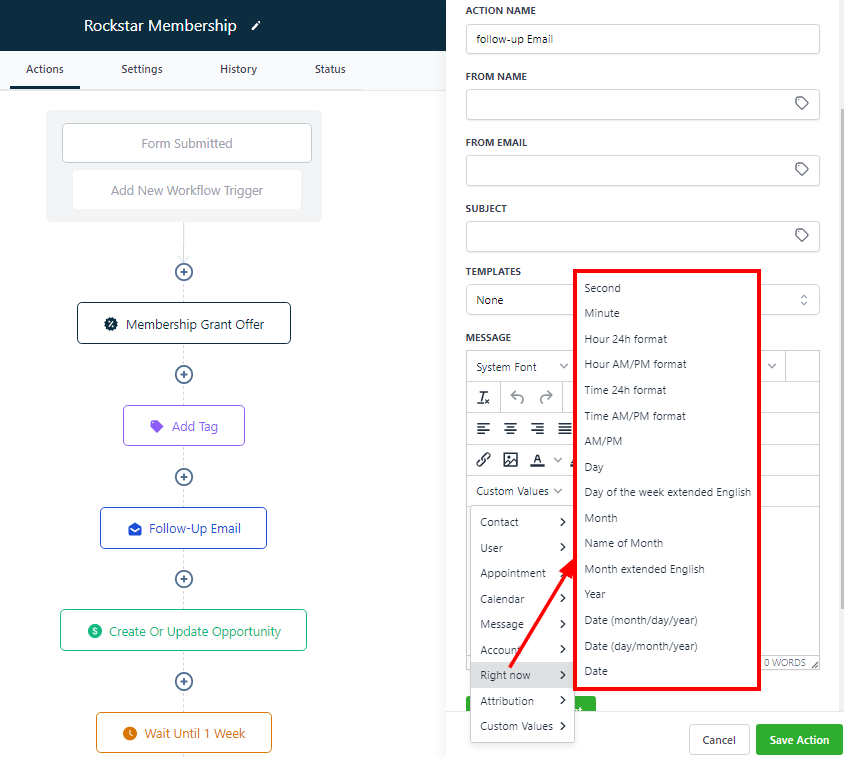 Rockstar Membership
Actions
Settings
History
Status
Form Submitted
Add New Workflow Trigger
Membership Grant Offer
Add Tag
Follow-Up Email
Create Or Update Opportunity
Wait Until 1 Week
ACTION NAME
follow-up Email
FROM NAME
FROM EMAIL
SUBJECT
TEMPLATES
None
MESSAGE
System Font
Custom Values
Contact
User
Appointment
Calendar
Message
Account
Right now
Attribution
Custom Values
Second
Minute
Hour 24h format
Hour AM/PM format
Time 24h format
Time AM/PM format
AM/PM
Day
Day of the week extended English
Month
Name of Month
Month extended English
Year
Date (month/day/year)
Date (day/month/year)
Date
0 WORDS
Cancel
Save Action